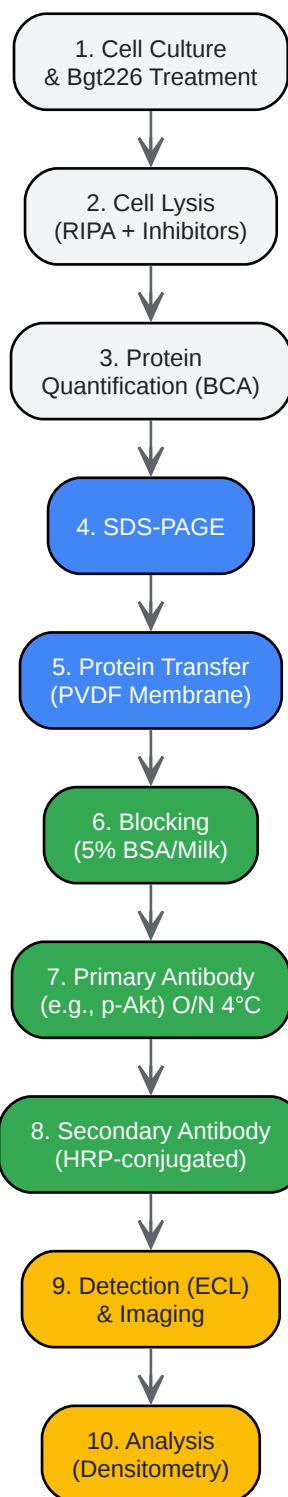 1. Cell Culture
& Bgt226 Treatment
2. Cell Lysis
(RIPA + Inhibitors)
3. Protein
Quantification (BCA)
4. SDS-PAGE
5. Protein Transfer
(PVDF Membrane)
6. Blocking
(5% BSA/Milk)
7. Primary Antibody
(e.g., p-Akt) O/N 4°C
8. Secondary Antibody
(HRP-conjugated)
9. Detection (ECL)
& Imaging
10. Analysis
(Densitometry)